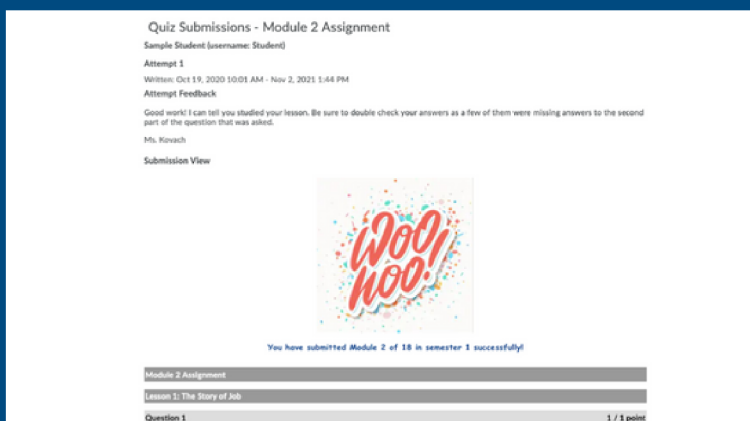 Quiz Submissions - Module 2 Assignment
Sample Student (username: Student)
Attempt 1
Written: Oct 19, 2020 10:01 AM - Nov 2, 2021 1:44 PM
Attempt Feedback
Good work! I can tell you studied your lesson. Be sure to double check your answers as a few of them were missing answers to the second
part of the question that was asked.
Ms. Kovach
Submission View
WOO
HOO!
You have submitted Module 2 of 18 in semester 1 successfully!
Module 2 Assignment
Lesson 1: The Story of Job
Question 1 1 / 1 point